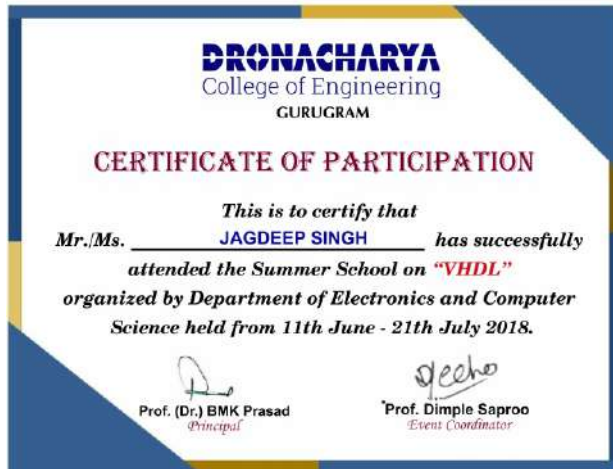 DRONACHARYA
College of Engineering
GURUGRAM
CERTIFICATE OF PARTICIPATION
This is to certify that
Mr./Ms. JAGDEEP SINGH has successfully
attended the Summer School on “VHDL”
organized by Department of Electronics and Computer
Science held from 11th June - 21th July 2018.
Prof. (Dr.) BMK Prasad
Principal
Prof. Dimple Saproo
Event Coordinator